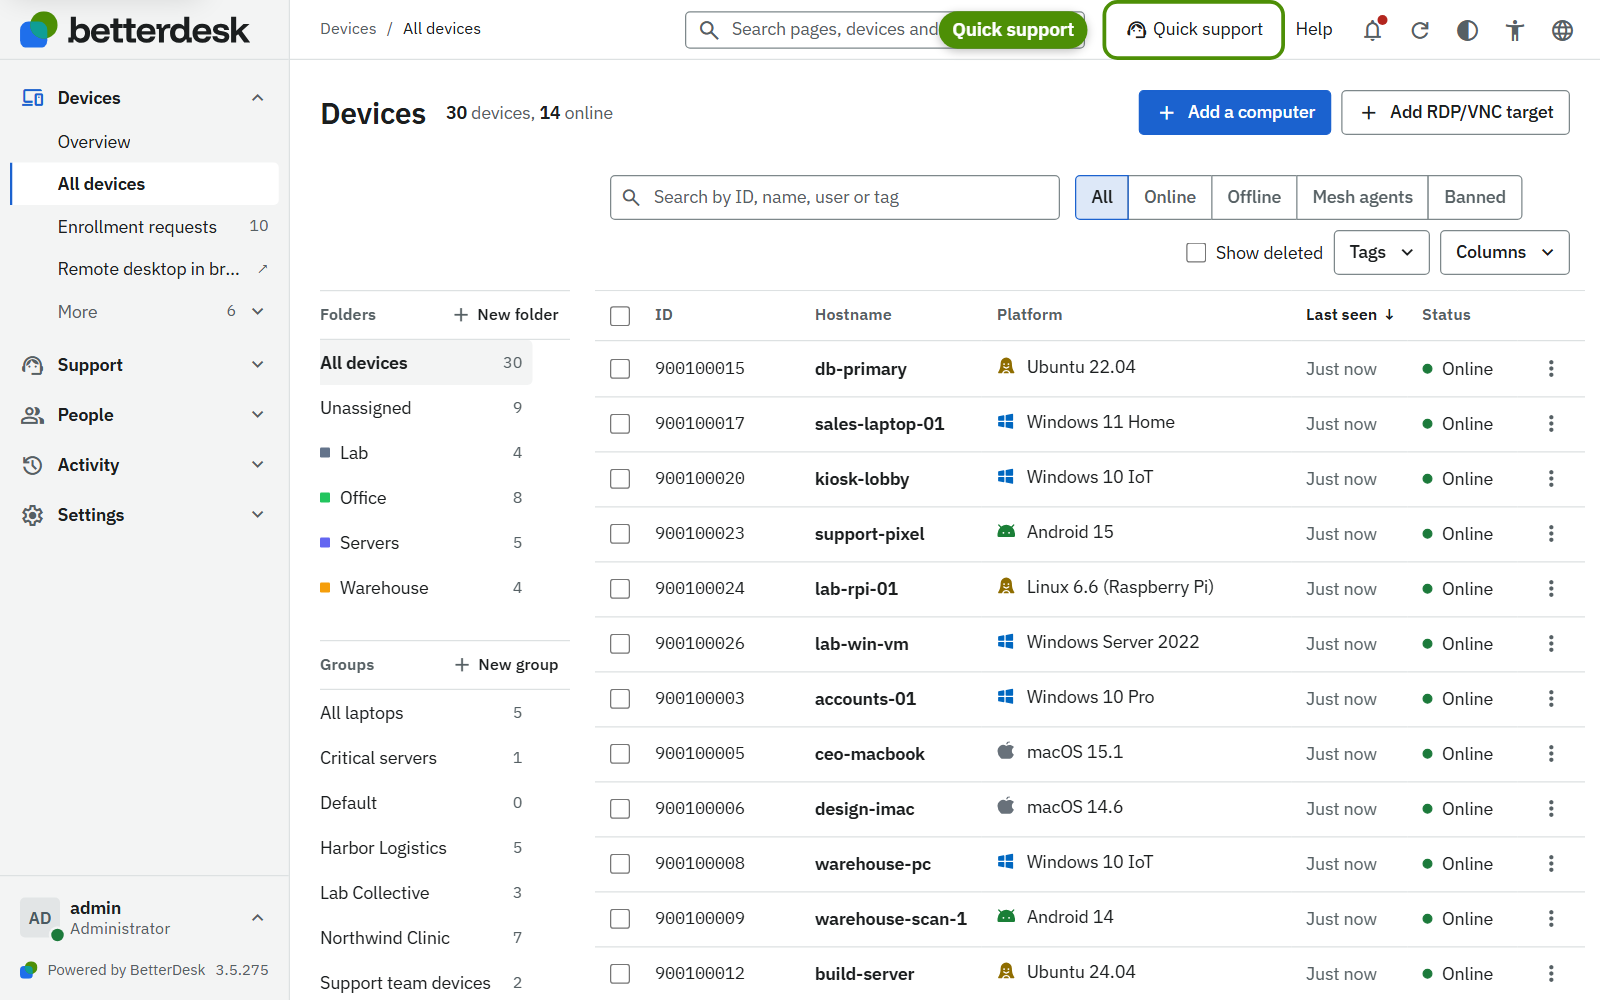 betterdesk
Devices / All devices
Search pages, devices and
Quick support
Quick support
Help
Devices
Overview
All devices
Enrollment requests 10
Remote desktop in br... ↗
More 6
Support
People
Activity
Settings
AD
admin
Administrator
Powered by BetterDesk 3.5.275
Devices 30 devices, 14 online
+ Add a computer
+ Add RDP/VNC target
Search by ID, name, user or tag
All Online Offline Mesh agents Banned
Show deleted Tags Columns
Folders + New folder
All devices 30
Unassigned 9
Lab 4
Office 8
Servers 5
Warehouse 4
Groups + New group
All laptops 5
Critical servers 1
Default 0
Harbor Logistics 5
Lab Collective 3
Northwind Clinic 7
Support team devices 2
ID Hostname Platform Last seen ↓ Status
900100015 db-primary Ubuntu 22.04 Just now Online
900100017 sales-laptop-01 Windows 11 Home Just now Online
900100020 kiosk-lobby Windows 10 IoT Just now Online
900100023 support-pixel Android 15 Just now Online
900100024 lab-rpi-01 Linux 6.6 (Raspberry Pi) Just now Online
900100026 lab-win-vm Windows Server 2022 Just now Online
900100003 accounts-01 Windows 10 Pro Just now Online
900100005 ceo-macbook macOS 15.1 Just now Online
900100006 design-imac macOS 14.6 Just now Online
900100008 warehouse-pc Windows 10 IoT Just now Online
900100009 warehouse-scan-1 Android 14 Just now Online
900100012 build-server Ubuntu 24.04 Just now Online